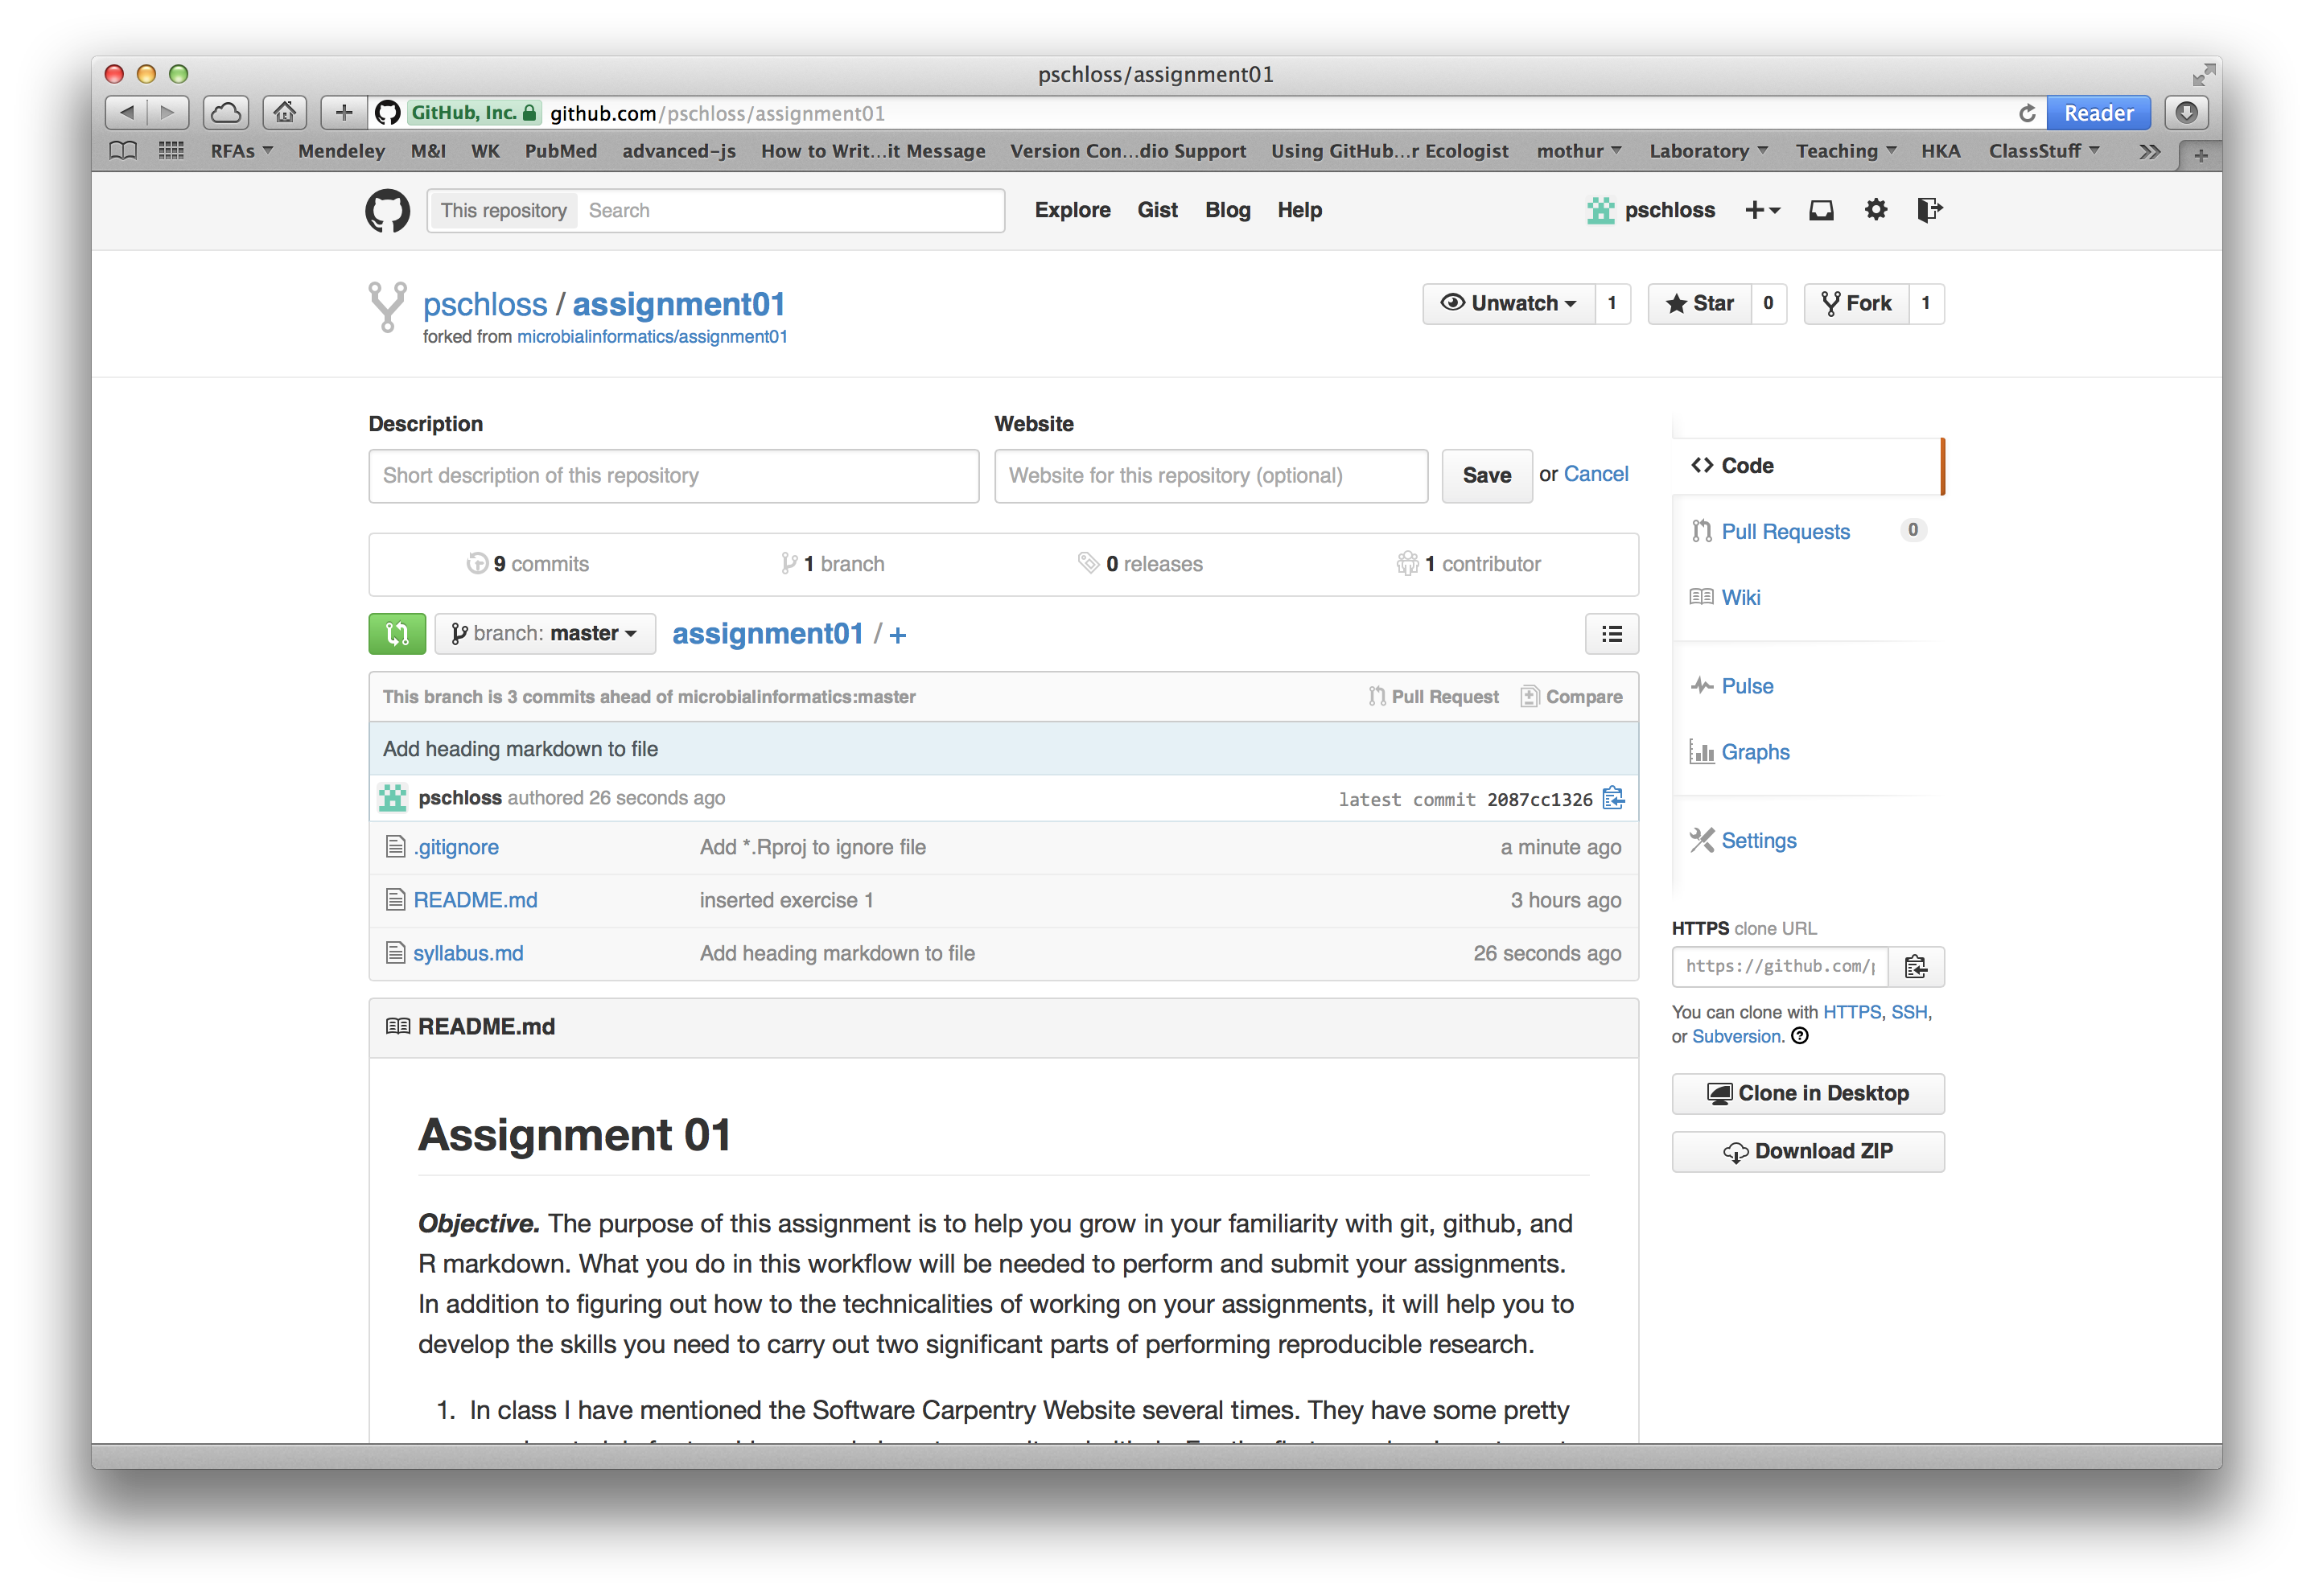 pschloss/assignment01
GitHub, Inc. github.com/pschloss/assignment01 Reader
RFAs Mendeley M&I WK PubMed advanced-js How to Writ...it Message Version Con...dio Support Using GitHub...r Ecologist mothur Laboratory Teaching HKA ClassStuff
This repository Search Explore Gist Blog Help pschloss
pschloss / assignment01 Unwatch 1 Star 0 Fork 1
forked from microbialinformatics/assignment01
Description Website
Short description of this repository Website for this repository (optional) Save or Cancel
9 commits 1 branch 0 releases 1 contributor
branch: master assignment01 / +
This branch is 3 commits ahead of microbialinformatics:master Pull Request Compare
Add heading markdown to file
pschloss authored 26 seconds ago latest commit 2087cc1326
.gitignore Add *.Rproj to ignore file a minute ago
README.md inserted exercise 1 3 hours ago
syllabus.md Add heading markdown to file 26 seconds ago
README.md
Assignment 01
Objective. The purpose of this assignment is to help you grow in your familiarity with git, github, and
R markdown. What you do in this workflow will be needed to perform and submit your assignments.
In addition to figuring out how to the technicalities of working on your assignments, it will help you to
develop the skills you need to carry out two significant parts of performing reproducible research.
1. In class I have mentioned the Software Carpentry Website several times. They have some pretty
Code
Pull Requests 0
Wiki
Pulse
Graphs
Settings
HTTPS clone URL
https://github.com/
You can clone with HTTPS, SSH,
or Subversion.
Clone in Desktop
Download ZIP